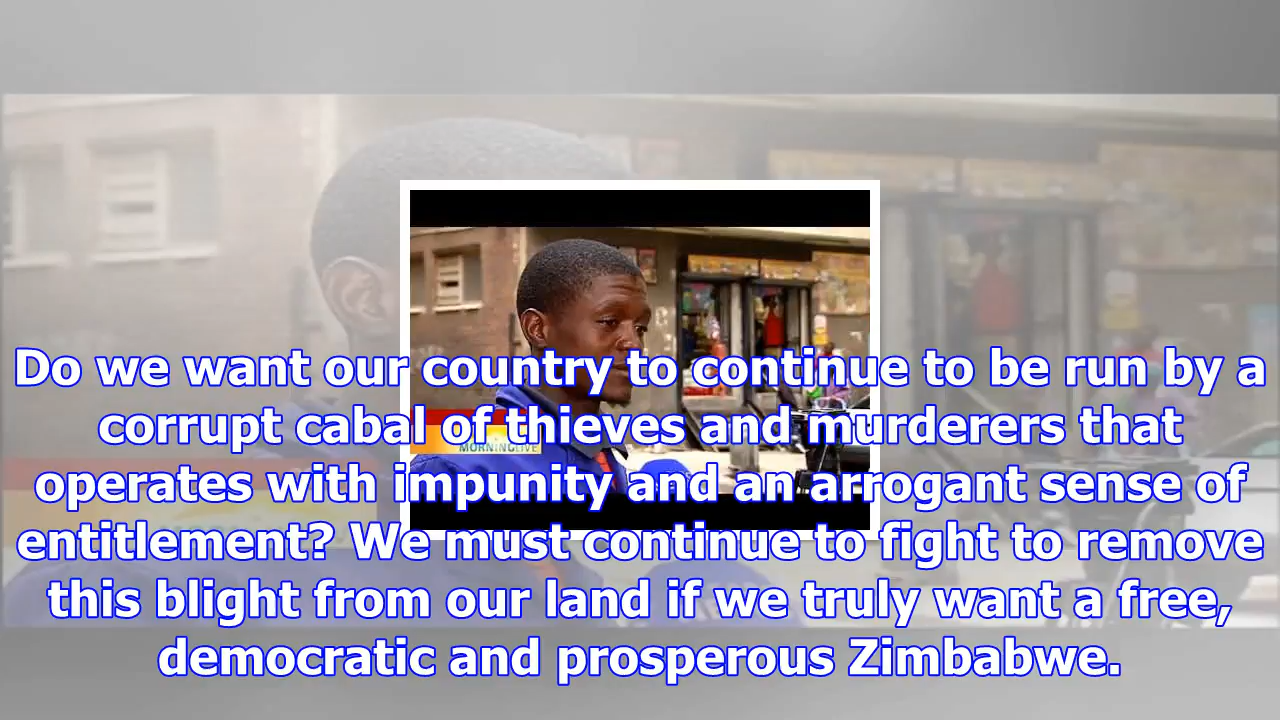 Do we want our country to continue to be run by a
corrupt cabal of thieves and murderers that
MORNINGLIVE
operates with impunity and an arrogant sense of
entitlement? We must continue to fight to remove
this blight from our land if we truly want a free,
democratic and prosperous Zimbabwe.